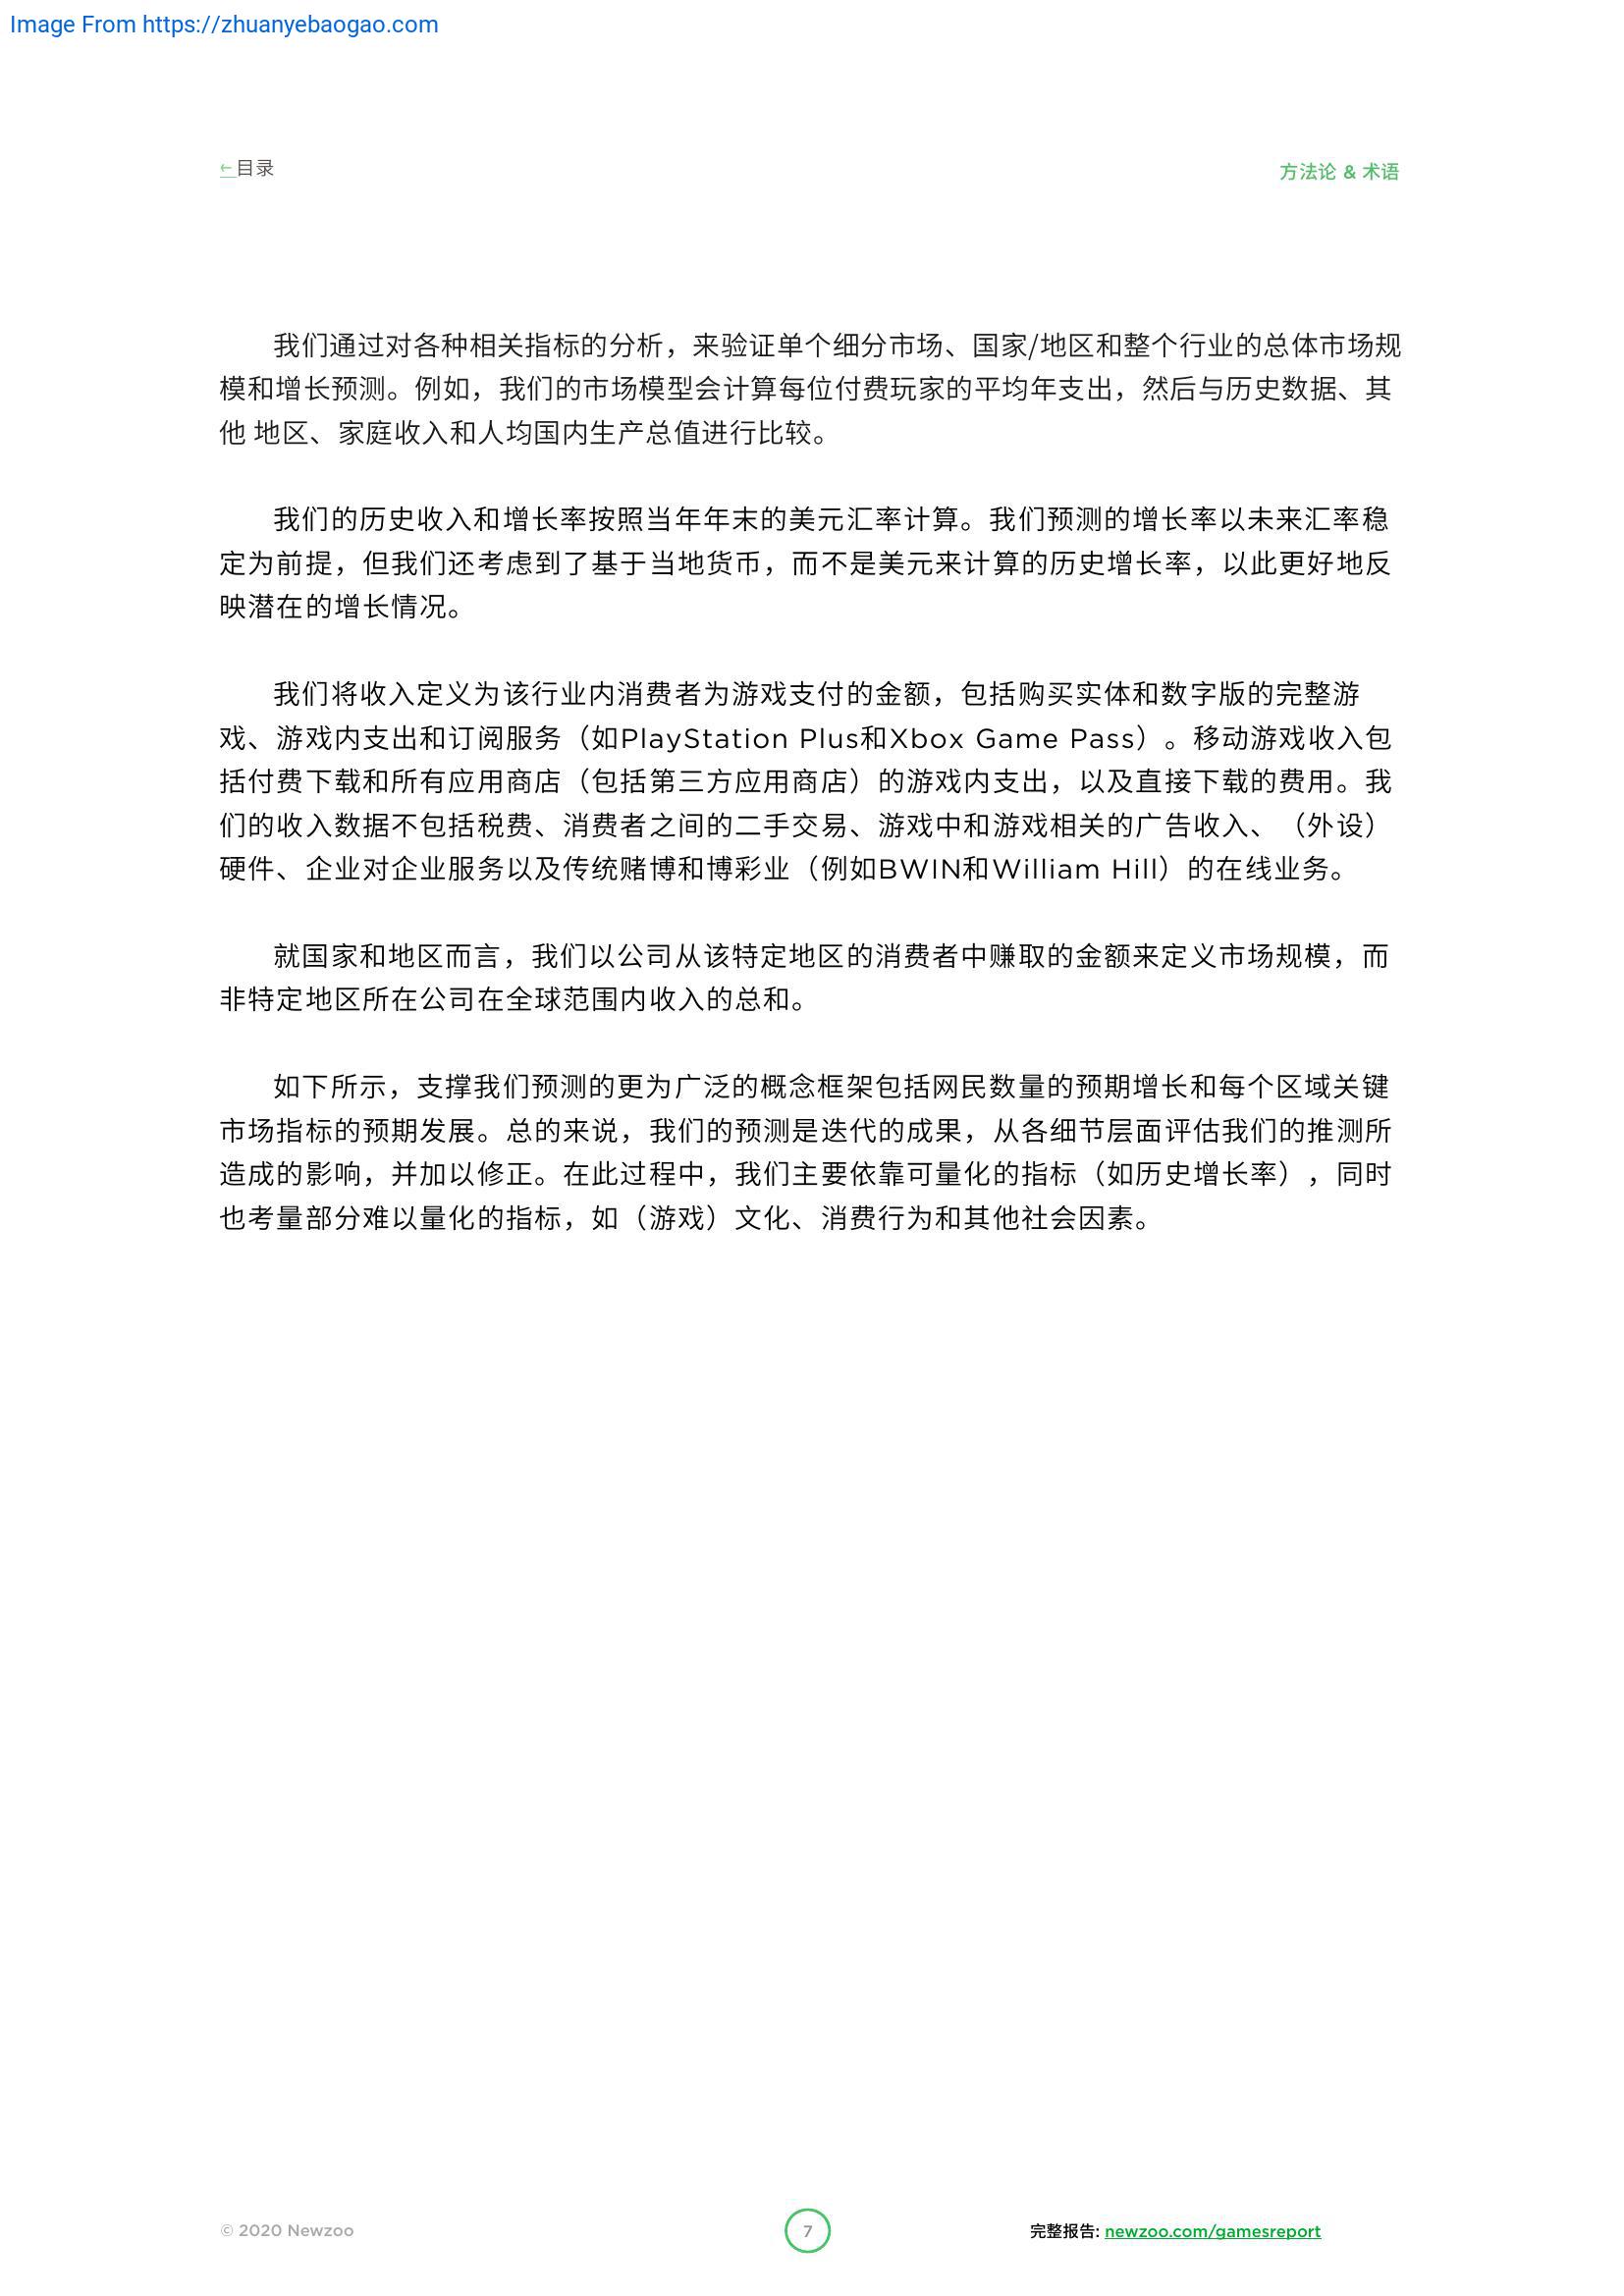 Image From https://zhuanyebaogao.com
←目录
方法论 & 术语
我们通过对各种相关指标的分析，来验证单个细分市场、国家/地区和整个行业的总体市场规
模和增长预测。例如，我们的市场模型会计算每位付费玩家的平均年支出，然后与历史数据、其
他 地区、家庭收入和人均国内生产总值进行比较。
我们的历史收入和增长率按照当年年末的美元汇率计算。我们预测的增长率以未来汇率稳
定为前提，但我们还考虑到了基于当地货币，而不是美元来计算的历史增长率，以此更好地反
映潜在的增长情况。
我们将收入定义为该行业内消费者为游戏支付的金额，包括购买实体和数字版的完整游
戏、游戏内支出和订阅服务（如PlayStation Plus和Xbox Game Pass）。移动游戏收入包
括付费下载和所有应用商店（包括第三方应用商店）的游戏内支出，以及直接下载的费用。我
们的收入数据不包括税费、消费者之间的二手交易、游戏中和游戏相关的广告收入、（外设）
硬件、企业对企业服务以及传统赌博和博彩业（例如BWIN和William Hill）的在线业务。
就国家和地区而言，我们以公司从该特定地区的消费者中赚取的金额来定义市场规模，而
非特定地区所在公司在全球范围内收入的总和。
如下所示，支撑我们预测的更为广泛的概念框架包括网民数量的预期增长和每个区域关键
市场指标的预期发展。总的来说，我们的预测是迭代的成果，从各细节层面评估我们的推测所
造成的影响，并加以修正。在此过程中，我们主要依靠可量化的指标（如历史增长率），同时
也考量部分难以量化的指标，如（游戏）文化、消费行为和其他社会因素。
© 2020 Newzoo
7
完整报告: newzoo.com/gamesreport